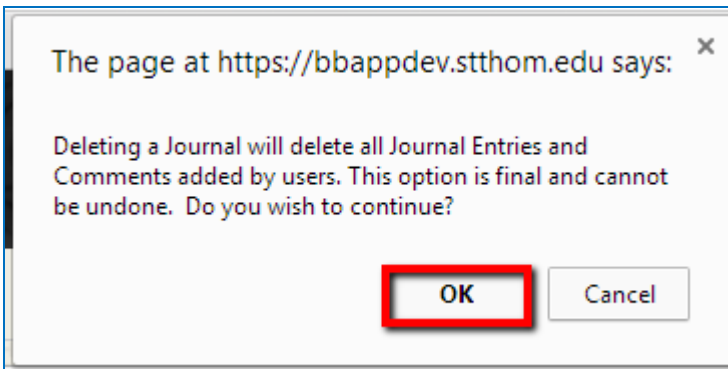 The page at https://bbappdev.stthom.edu says:
Deleting a Journal will delete all Journal Entries and
Comments added by users. This option is final and cannot
be undone.  Do you wish to continue?
OK
Cancel